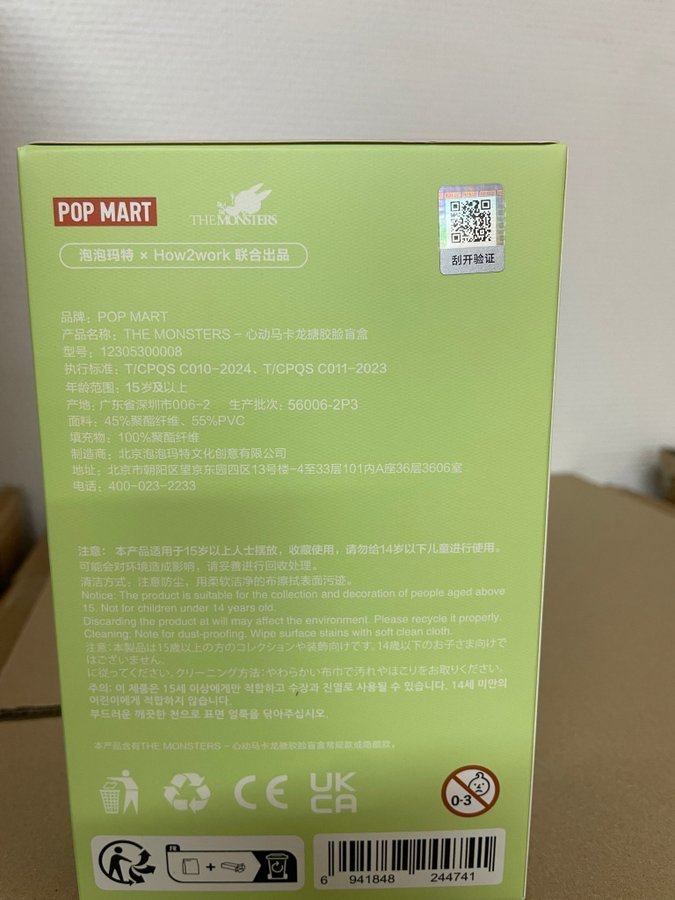 POP MART
THE MONSTERS
刮开验证
泡泡玛特 × How2work 联合出品
品牌：POP MART
产品名称：THE MONSTERS - 心动马卡龙搪胶脸盲盒
型号：12305300008
执行标准：T/CPQS C010-2024、T/CPQS C011-2023
年龄范围：15岁及以上
产地：广东省深圳市006-2 生产批次：56006-2P3
面料：45%聚酯纤维、55%PVC
填充物：100%聚酯纤维
制造商：北京泡泡玛特文化创意有限公司
地址：北京市朝阳区望京东园四区13号楼-4至33层101内A座36层3606室
电话：400-023-2233
注意：本产品适用于15岁以上人士摆放，收藏使用，请勿给14岁以下儿童进行使用。
可能会对环境造成影响，请妥善进行回收处理。
清洁方式：注意防尘，用柔软洁净的布擦拭表面污迹。
Notice: The product is suitable for the collection and decoration of people aged above
15. Not for children under 14 years old.
Discarding the product at will may affect the environment. Please recycle it properly.
Cleaning: Note for dust-proofing. Wipe surface stains with soft clean cloth.
注意：本製品は15歳以上の方のコレクションや装飾向けです。14歳以下のお子さま向けで
はございません。
に従ってください。クリーニング方法：やわらかい布巾で汚れやほこりをお取りください。
주의: 이 제품은 15세 이상에게만 적합하고 수장과 진열로 사용될 수 있습니다. 14세 미만의
어린이에게 적합하지 않습니다.
부드러운 깨끗한 천으로 표면 얼룩을 닦아주십시오.
本产品含有THE MONSTERS - 心动马卡龙搪胶脸盲盒常规款或隐藏款。
CE
UK
CA
0-3
FR
+
6 941848 244741